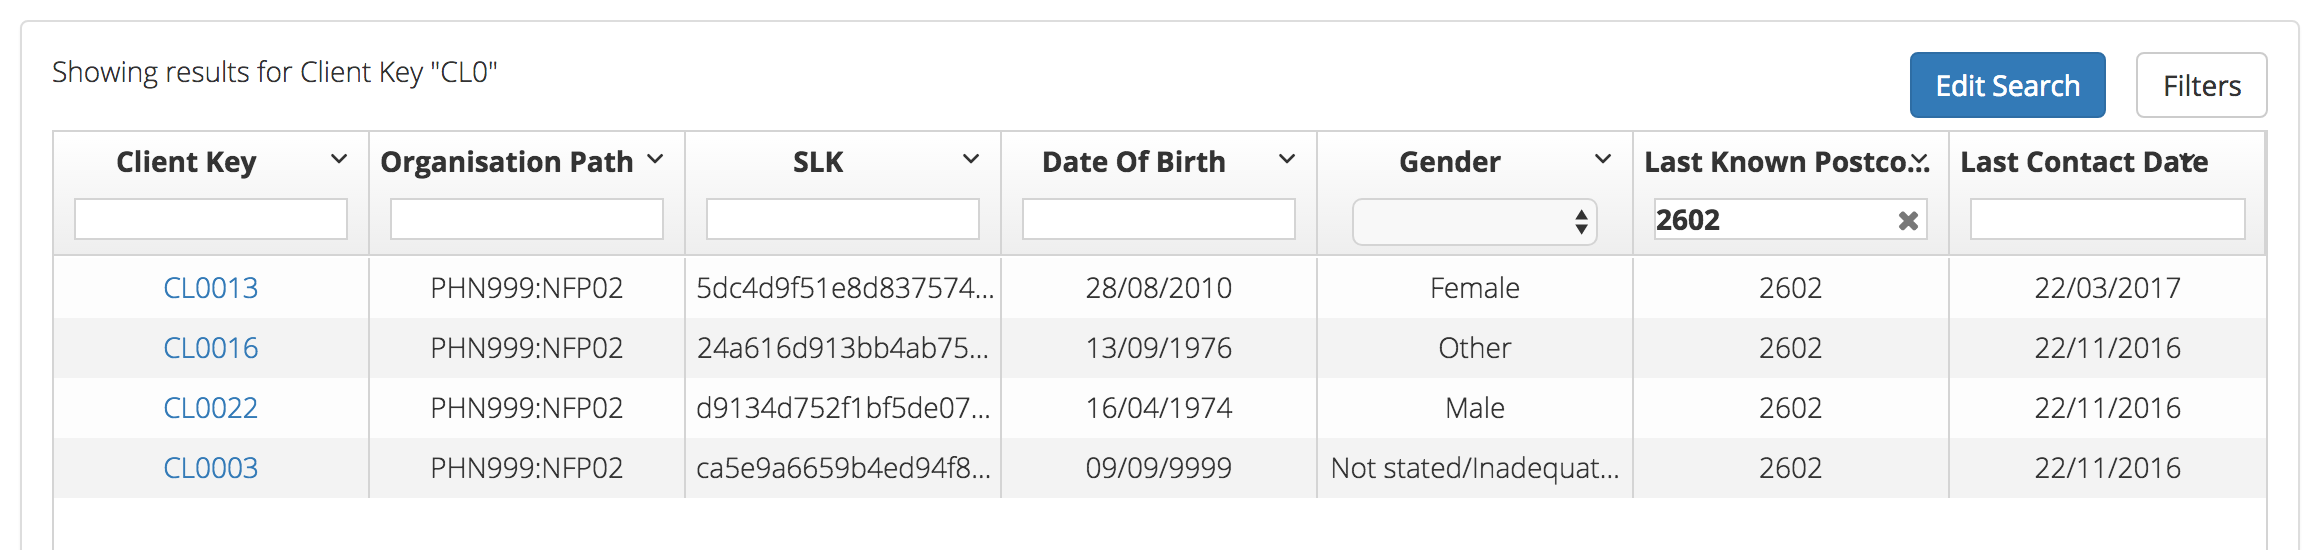 Showing results for Client Key "CL0"
Edit Search Filters
Client Key Organisation Path SLK Date Of Birth Gender Last Known Postco... Last Contact Date
2602
CL0013 PHN999:NFP02 5dc4d9f51e8d837574... 28/08/2010 Female 2602 22/03/2017
CL0016 PHN999:NFP02 24a616d913bb4ab75... 13/09/1976 Other 2602 22/11/2016
CL0022 PHN999:NFP02 d9134d752f1bf5de07... 16/04/1974 Male 2602 22/11/2016
CL0003 PHN999:NFP02 ca5e9a6659b4ed94f8... 09/09/9999 Not stated/Inadequat... 2602 22/11/2016